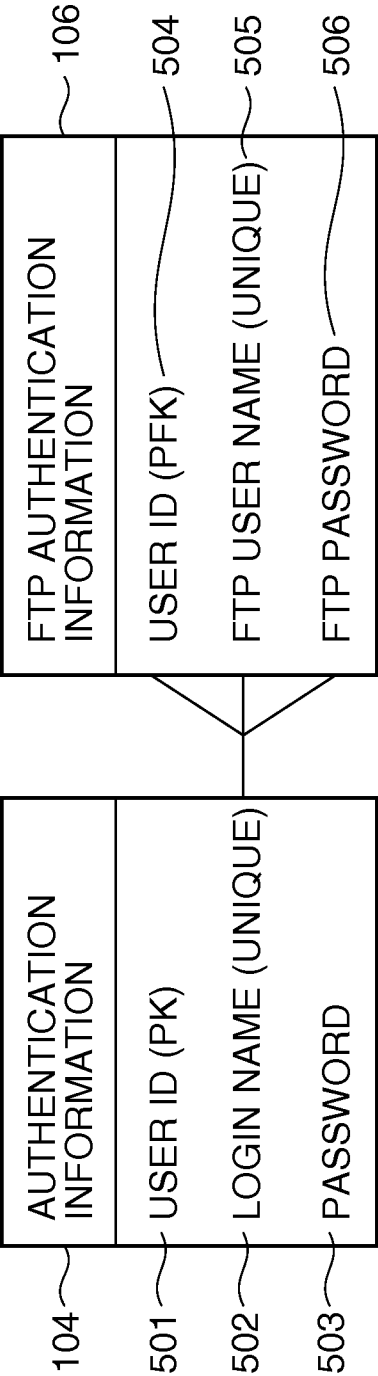 104
AUTHENTICATION
INFORMATION
501
USER ID (PK)
502
LOGIN NAME (UNIQUE)
503
PASSWORD
106
FTP AUTHENTICATION
INFORMATION
USER ID (PFK)
504
FTP USER NAME (UNIQUE)
505
FTP PASSWORD
506